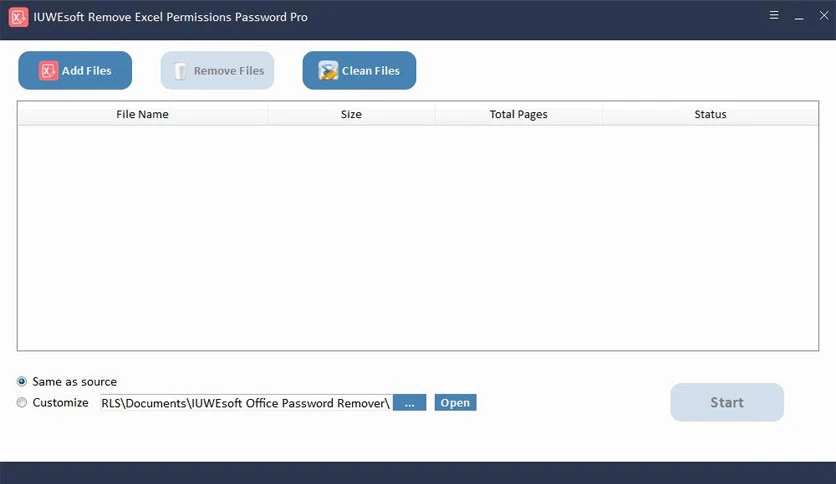 IUWEsoft Remove Excel Permissions Password Pro
Add Files
Remove Files
Clean Files
File Name Size Total Pages Status
Same as source
Customize RLS\Documents\IUWEsoft Office Password Remover\ ... Open
Start